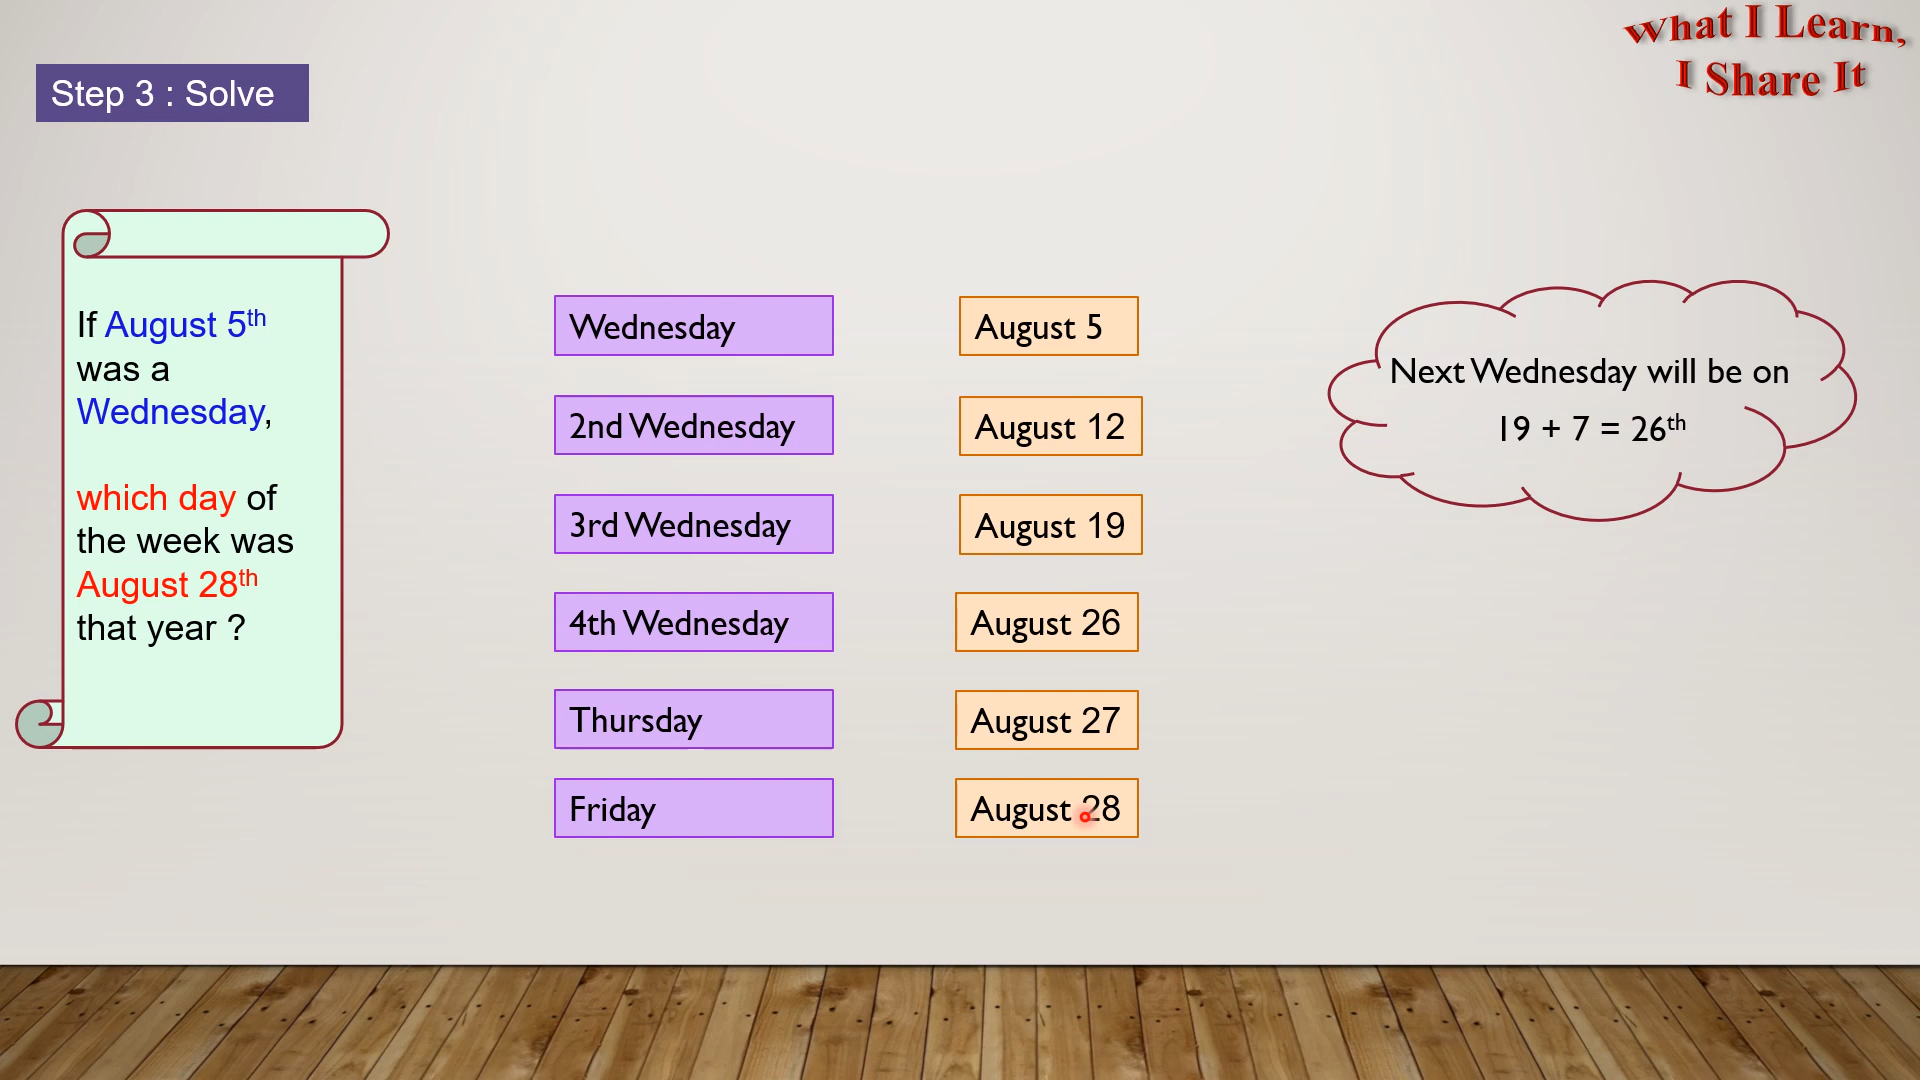 What I Learn,
I Share It
Step 3 : Solve
If August 5th
was a
Wednesday,
which day of
the week was
August 28th
that year ?
Wednesday August 5
2nd Wednesday August 12
3rd Wednesday August 19
4th Wednesday August 26
Thursday August 27
Friday August 28
Next Wednesday will be on
19 + 7 = 26th